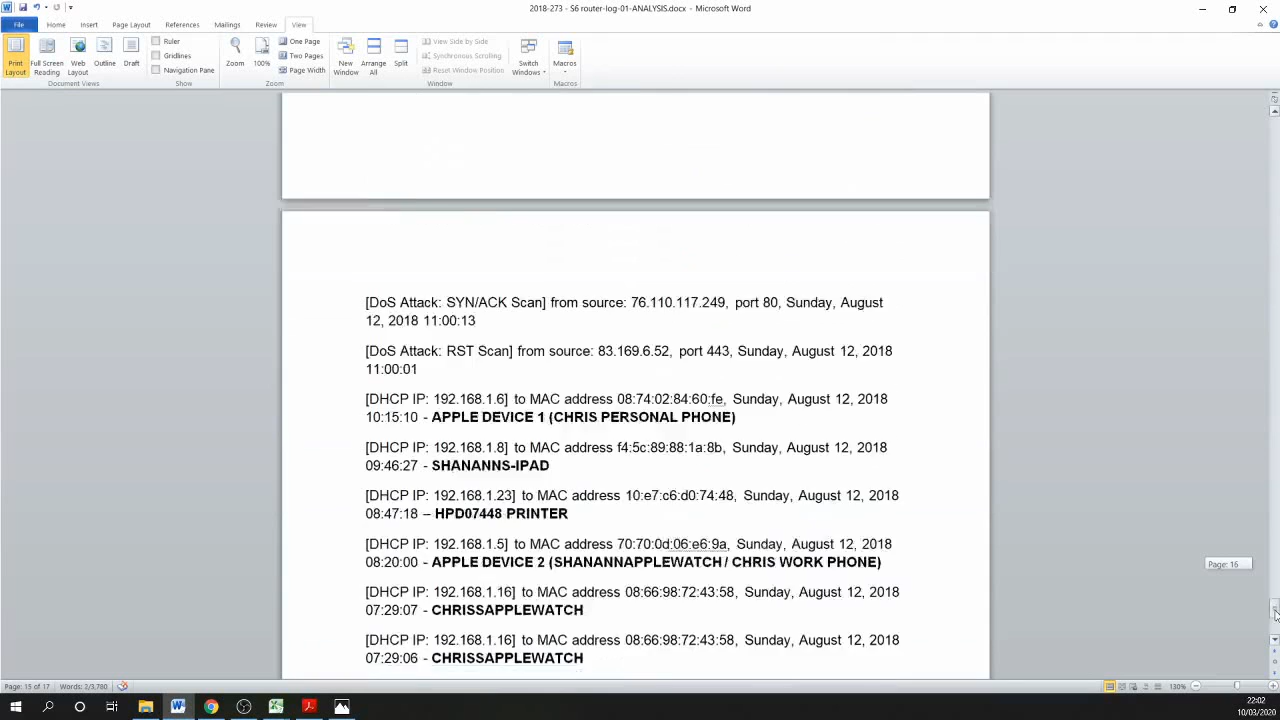 2018-273 - S6 router-log-01-ANALYSIS.docx - Microsoft Word
File Home Insert Page Layout References Mailings Review View
Print Layout
Full Screen Reading
Web Layout
Outline
Draft
Ruler
Gridlines
Navigation Pane
Zoom
100%
One Page
Two Pages
Page Width
New Window
Arrange All
Split
View Side by Side
Synchronous Scrolling
Reset Window Position
Switch Windows
Macros
Document Views Show Zoom Window Macros
[DoS Attack: SYN/ACK Scan] from source: 76.110.117.249, port 80, Sunday, August
12, 2018 11:00:13
[DoS Attack: RST Scan] from source: 83.169.6.52, port 443, Sunday, August 12, 2018
11:00:01
[DHCP IP: 192.168.1.6] to MAC address 08:74:02:84:60:fe, Sunday, August 12, 2018
10:15:10 - APPLE DEVICE 1 (CHRIS PERSONAL PHONE)
[DHCP IP: 192.168.1.8] to MAC address f4:5c:89:88:1a:8b, Sunday, August 12, 2018
09:46:27 - SHANANNS-IPAD
[DHCP IP: 192.168.1.23] to MAC address 10:e7:c6:d0:74:48, Sunday, August 12, 2018
08:47:18 – HPD07448 PRINTER
[DHCP IP: 192.168.1.5] to MAC address 70:70:0d:06:e6:9a, Sunday, August 12, 2018
08:20:00 - APPLE DEVICE 2 (SHANANNAPPLEWATCH / CHRIS WORK PHONE)
Page: 16
[DHCP IP: 192.168.1.16] to MAC address 08:66:98:72:43:58, Sunday, August 12, 2018
07:29:07 - CHRISSAPPLEWATCH
[DHCP IP: 192.168.1.16] to MAC address 08:66:98:72:43:58, Sunday, August 12, 2018
07:29:06 - CHRISSAPPLEWATCH
Page: 15 of 17 Words: 2/3,780 130%
22:02
10/03/2020